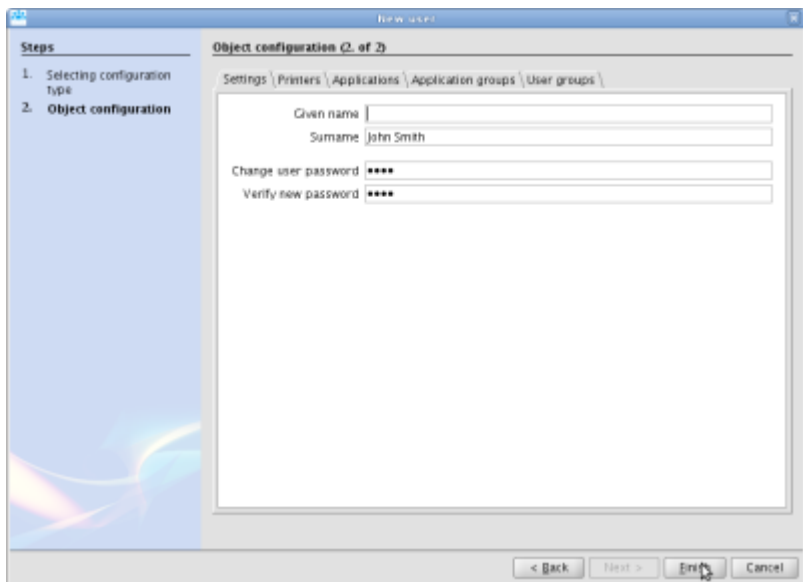 New user
Steps
Object configuration (2. of 2)
1. Selecting configuration
type
2. Object configuration
Settings Printers Applications Application groups User groups
Given name
Surname John Smith
Change user password ••••
Verify new password ••••
< Back Next > Finish Cancel